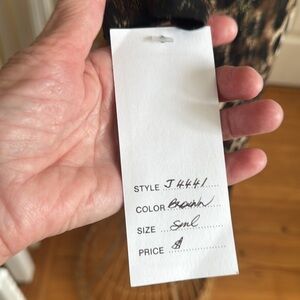 STYLE J4441
COLOR Brown
SIZE Sml
PRICE